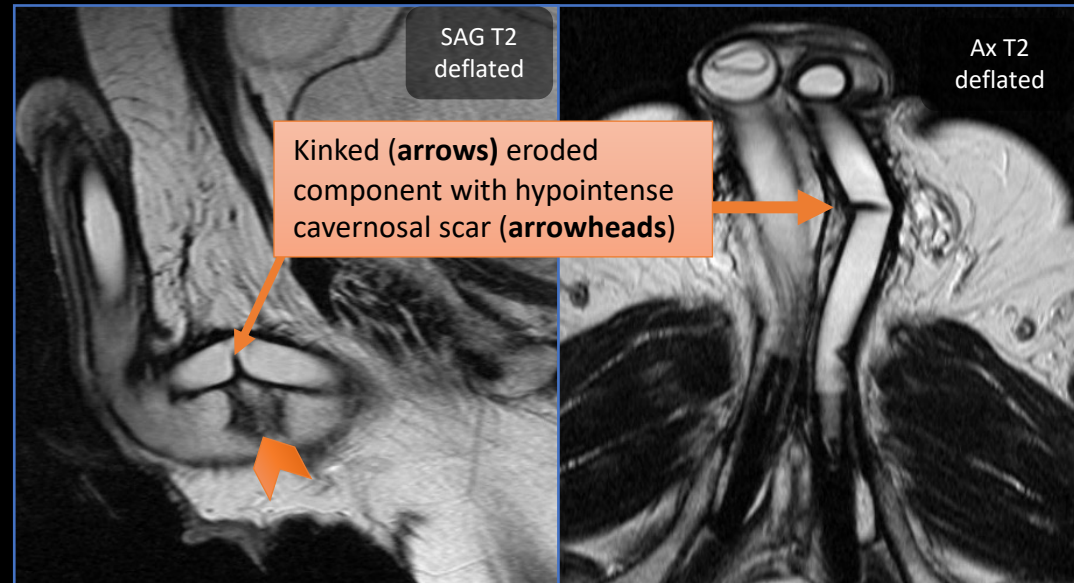 SAG T2
deflated
Ax T2
deflated
Kinked (arrows) eroded
component with hypointense
cavernosal scar (arrowheads)